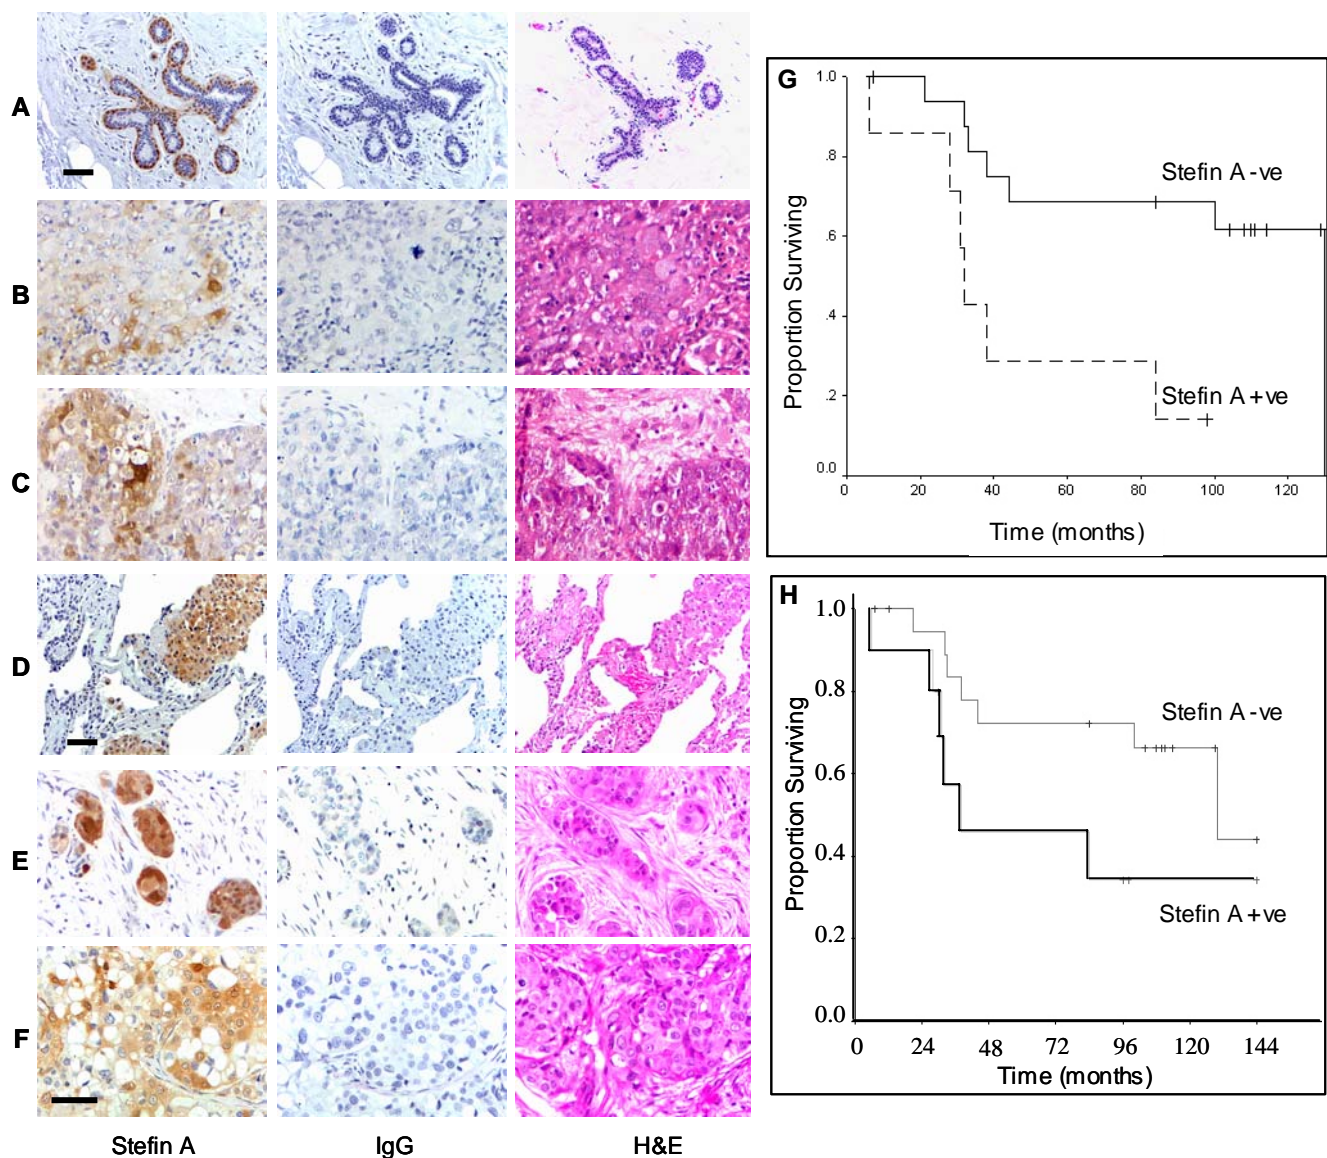 A
B
C
D
E
F
Stefin A IgG H&E
G
1.0
.8
.6
.4
.2
0.0
0 20 40 60 80 100 120
Proportion Surviving
Time (months)
Stefin A -ve
Stefin A +ve
H
1.0
0.8
0.6
0.4
0.2
0.0
0 24 48 72 96 120 144
Proportion Surviving
Time (months)
Stefin A -ve
Stefin A +ve